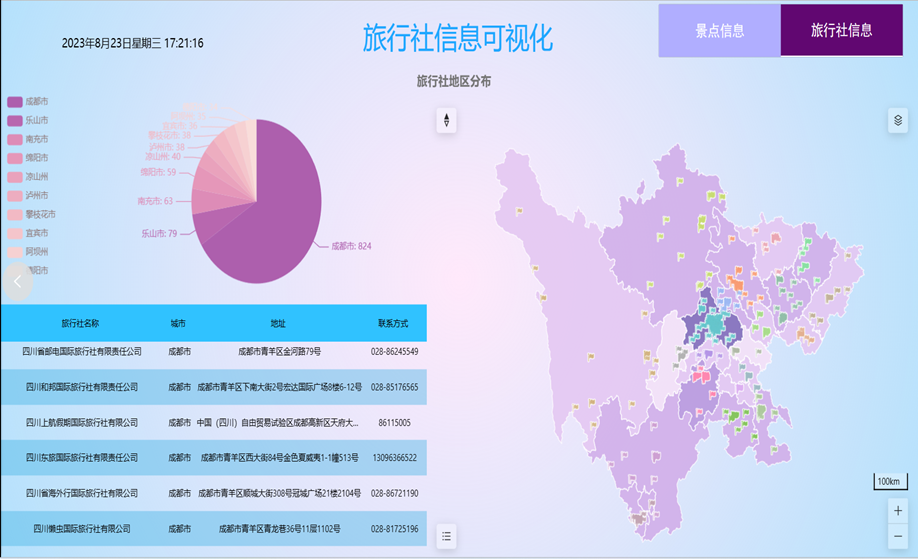 2023年8月23日星期三 17:21:16
旅行社信息可视化
景点信息
旅行社信息
旅行社地区分布
成都市
乐山市
南充市
绵阳市
凉山州
泸州市
攀枝花市
宜宾市
阿坝州
阳市
宜宾市: 36
攀枝花市: 38
泸州市: 38
凉山州: 40
绵阳市: 59
南充市: 63
乐山市: 79
成都市: 824
旅行社名称 城市 地址 联系方式
四川省邮电国际旅行社有限责任公司 成都市 成都市青羊区金河路79号 028-86245549
四川和邦国际旅行社有限责任公司 成都市 成都市青羊区下南大街2号宏达国际广场8楼6-12号 028-85176565
四川上航假期国际旅行社有限公司 成都市 中国（四川）自由贸易试验区成都高新区天府大... 86115005
四川东旅国际旅行社有限公司 成都市 成都市青羊区西大街84号金色夏威夷1-1幢513号 13096366522
四川省海外行国际旅行社有限公司 成都市 成都市青羊区顺城大街308号冠城广场21楼2104号 028-86721190
四川懒虫国际旅行社有限公司 成都市 成都市青羊区青龙巷36号11层1102号 028-81725196
100km